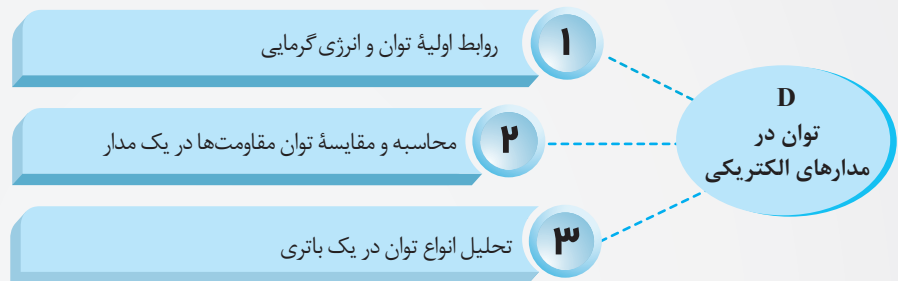 D
توان در
مدارهای الکتریکی
۱
روابط اولیهٔ توان و انرژی گرمایی
۲
محاسبه و مقایسهٔ توان مقاومت‌ها در یک مدار
۳
تحلیل انواع توان در یک باتری